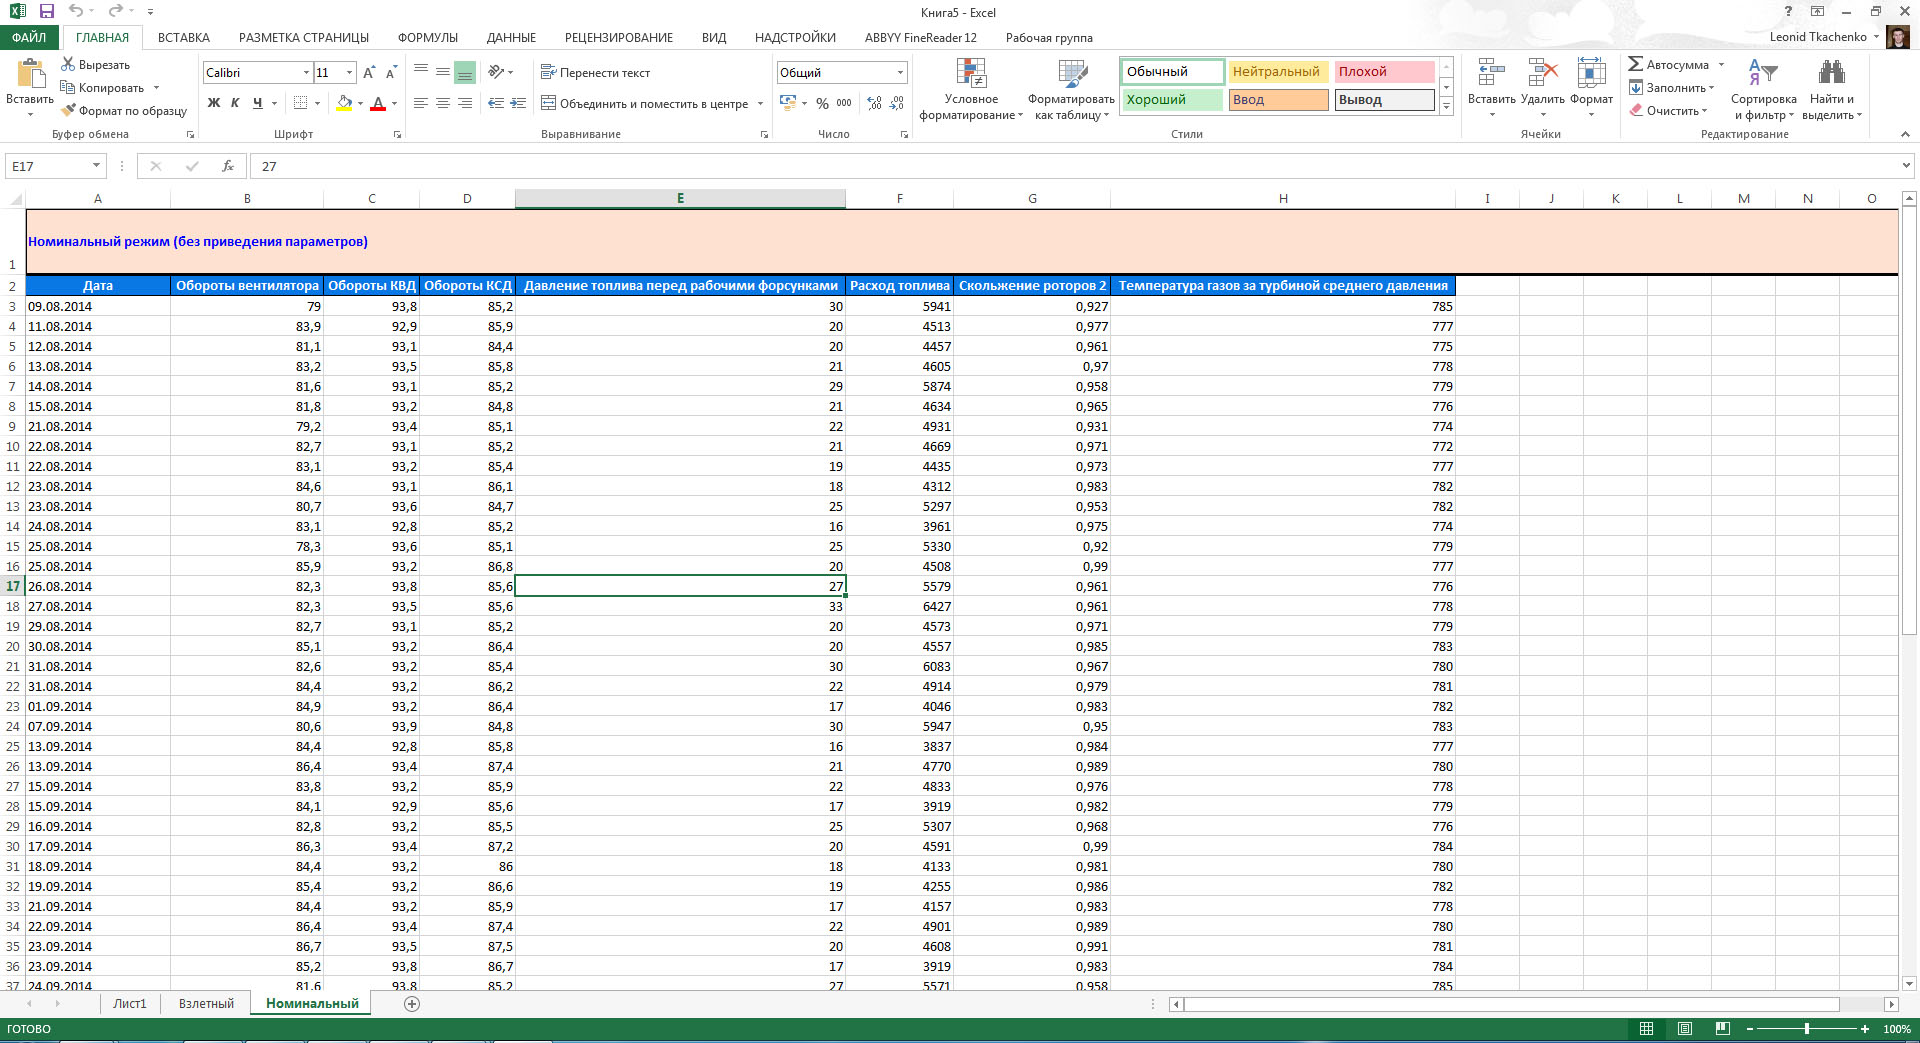 Книга5 - Excel
ФАЙЛ ГЛАВНАЯ ВСТАВКА РАЗМЕТКА СТРАНИЦЫ ФОРМУЛЫ ДАННЫЕ РЕЦЕНЗИРОВАНИЕ ВИД НАДСТРОЙКИ ABBYY FineReader 12 Рабочая группа Leonid Tkachenko
Вставить
Вырезать
Копировать
Формат по образцу
Буфер обмена
Calibri 11
Ж К Ч
Шрифт
Перенести текст
Объединить и поместить в центре
Выравнивание
Общий
% 000
Число
Условное форматирование
Форматировать как таблицу
Обычный Нейтральный Плохой
Хороший Ввод Вывод
Стили
Вставить Удалить Формат
Ячейки
Автосумма
Заполнить
Очистить
Сортировка и фильтр
Найти и выделить
Редактирование
E17 fx 27
A B C D E F G H I J K L M N O
1 Номинальный режим (без приведения параметров)
2 Дата Обороты вентилятора Обороты КВД Обороты КСД Давление топлива перед рабочими форсунками Расход топлива Скольжение роторов 2 Температура газов за турбиной среднего давления
3 09.08.2014 79 93,8 85,2 30 5941 0,927 785
4 11.08.2014 83,9 92,9 85,9 20 4513 0,977 777
5 12.08.2014 81,1 93,1 84,4 20 4457 0,961 775
6 13.08.2014 83,2 93,5 85,8 21 4605 0,97 778
7 14.08.2014 81,6 93,1 85,2 29 5874 0,958 779
8 15.08.2014 81,8 93,2 84,8 21 4634 0,965 776
9 21.08.2014 79,2 93,4 85,1 22 4931 0,931 774
10 22.08.2014 82,7 93,1 85,2 21 4669 0,971 772
11 22.08.2014 83,1 93,2 85,4 19 4435 0,973 777
12 23.08.2014 84,6 93,1 86,1 18 4312 0,983 782
13 23.08.2014 80,7 93,6 84,7 25 5297 0,953 782
14 24.08.2014 83,1 92,8 85,2 16 3961 0,975 774
15 25.08.2014 78,3 93,6 85,1 25 5330 0,92 779
16 25.08.2014 85,9 93,2 86,8 20 4508 0,99 777
17 26.08.2014 82,3 93,8 85,6 27 5579 0,961 776
18 27.08.2014 82,3 93,5 85,6 33 6427 0,961 778
19 29.08.2014 82,7 93,1 85,2 20 4573 0,971 779
20 30.08.2014 85,1 93,2 86,4 20 4557 0,985 783
21 31.08.2014 82,6 93,2 85,4 30 6083 0,967 780
22 31.08.2014 84,4 93,2 86,2 22 4914 0,979 781
23 01.09.2014 84,9 93,2 86,4 17 4046 0,983 782
24 07.09.2014 80,6 93,9 84,8 30 5947 0,95 783
25 13.09.2014 84,4 92,8 85,8 16 3837 0,984 777
26 13.09.2014 86,4 93,4 87,4 21 4770 0,989 780
27 15.09.2014 83,8 93,2 85,9 22 4833 0,976 778
28 15.09.2014 84,1 92,9 85,6 17 3919 0,982 779
29 16.09.2014 82,8 93,2 85,5 25 5307 0,968 776
30 17.09.2014 86,3 93,4 87,2 20 4591 0,99 784
31 18.09.2014 84,4 93,2 86 18 4133 0,981 780
32 19.09.2014 85,4 93,2 86,6 19 4255 0,986 782
33 21.09.2014 84,4 93,2 85,9 17 4157 0,983 778
34 22.09.2014 86,4 93,4 87,4 22 4901 0,989 780
35 23.09.2014 86,7 93,5 87,5 20 4608 0,991 781
36 23.09.2014 85,2 93,8 86,7 17 3919 0,983 784
37 24.09.2014 81,6 93,8 85,2 27 5571 0,958 785
Лист1 Взлетный Номинальный
ГОТОВО 100%